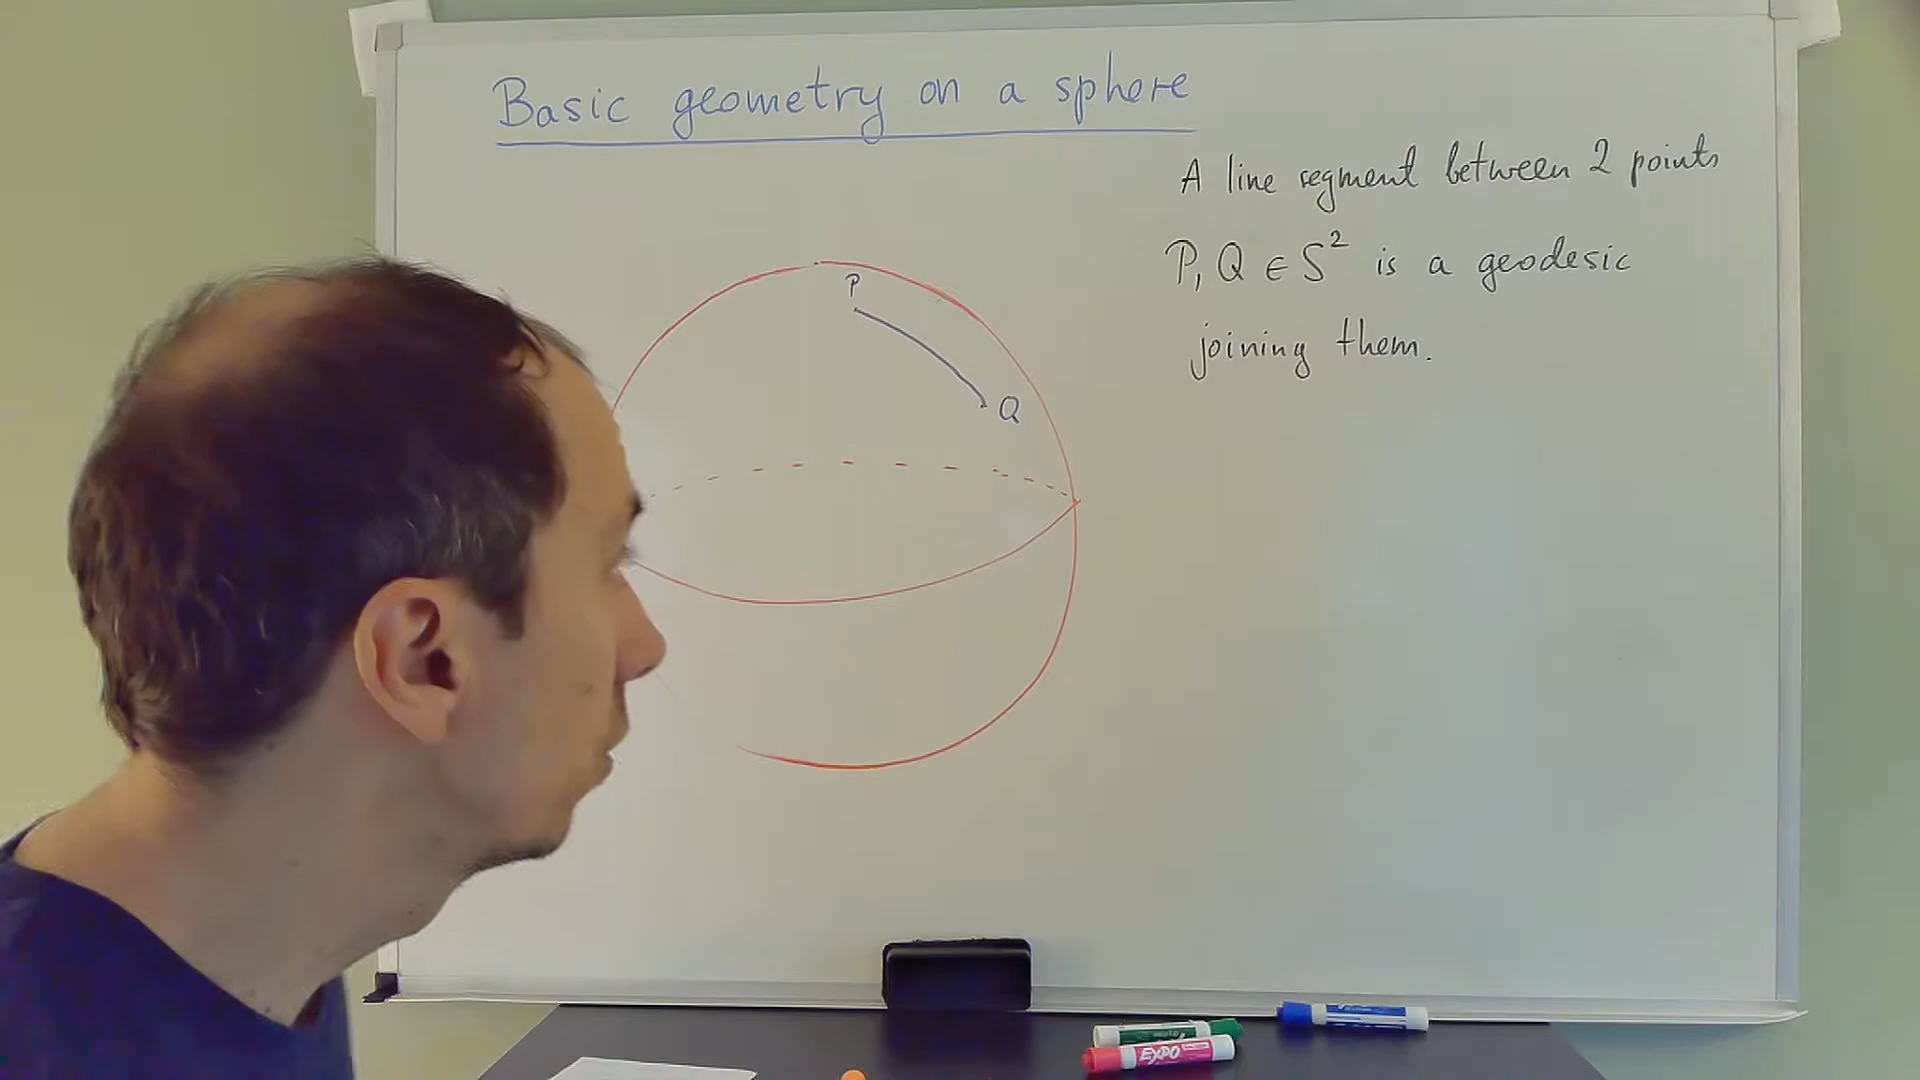 Basic geometry on a sphere
A line segment between 2 points
P, Q ∈ S² is a geodesic
joining them.
P
Q
EXPO